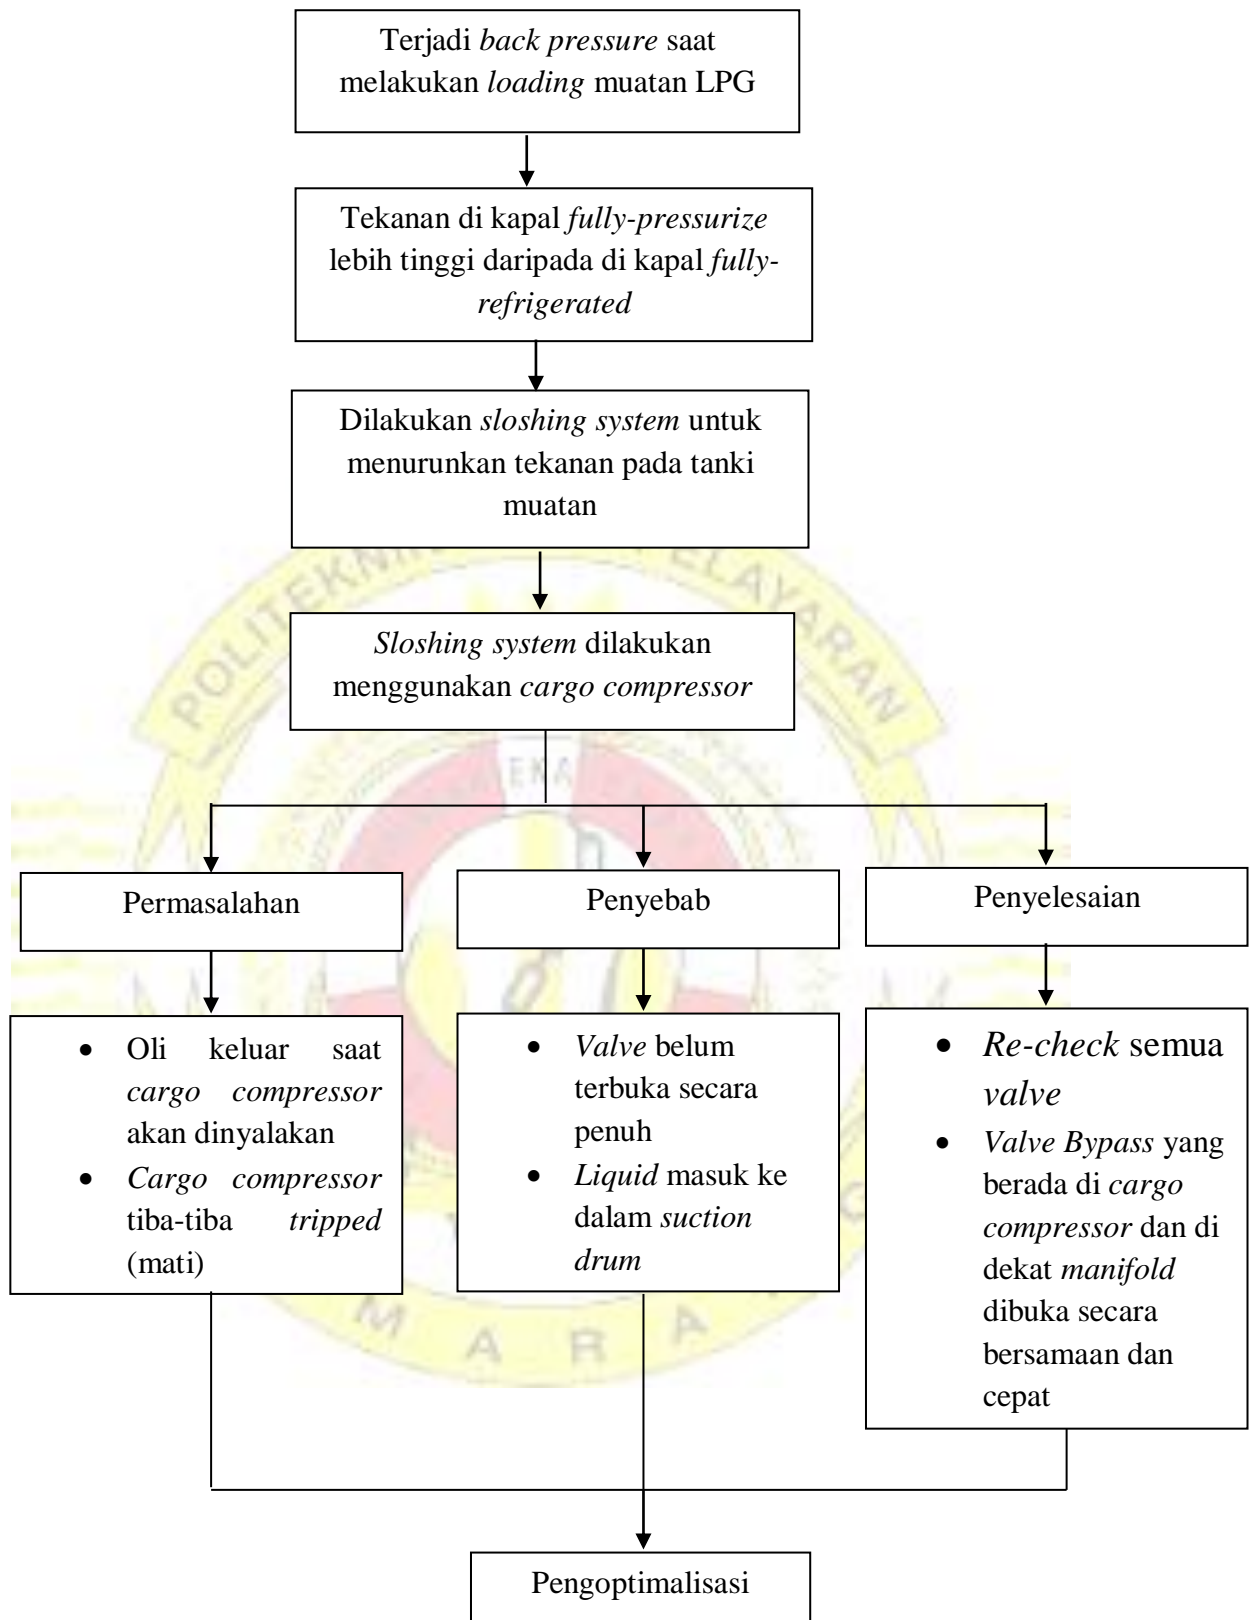 Terjadi back pressure saat
melakukan loading muatan LPG
Tekanan di kapal fully-pressurize
lebih tinggi daripada di kapal fully-
refrigerated
Dilakukan sloshing system untuk
menurunkan tekanan pada tanki
muatan
Sloshing system dilakukan
menggunakan cargo compressor
Permasalahan
Penyebab
Penyelesaian
• Oli keluar saat
cargo compressor
akan dinyalakan
• Cargo compressor
tiba-tiba tripped
(mati)
• Valve belum
terbuka secara
penuh
• Liquid masuk ke
dalam suction
drum
• Re-check semua
valve
• Valve Bypass yang
berada di cargo
compressor dan di
dekat manifold
dibuka secara
bersamaan dan
cepat
Pengoptimalisasi